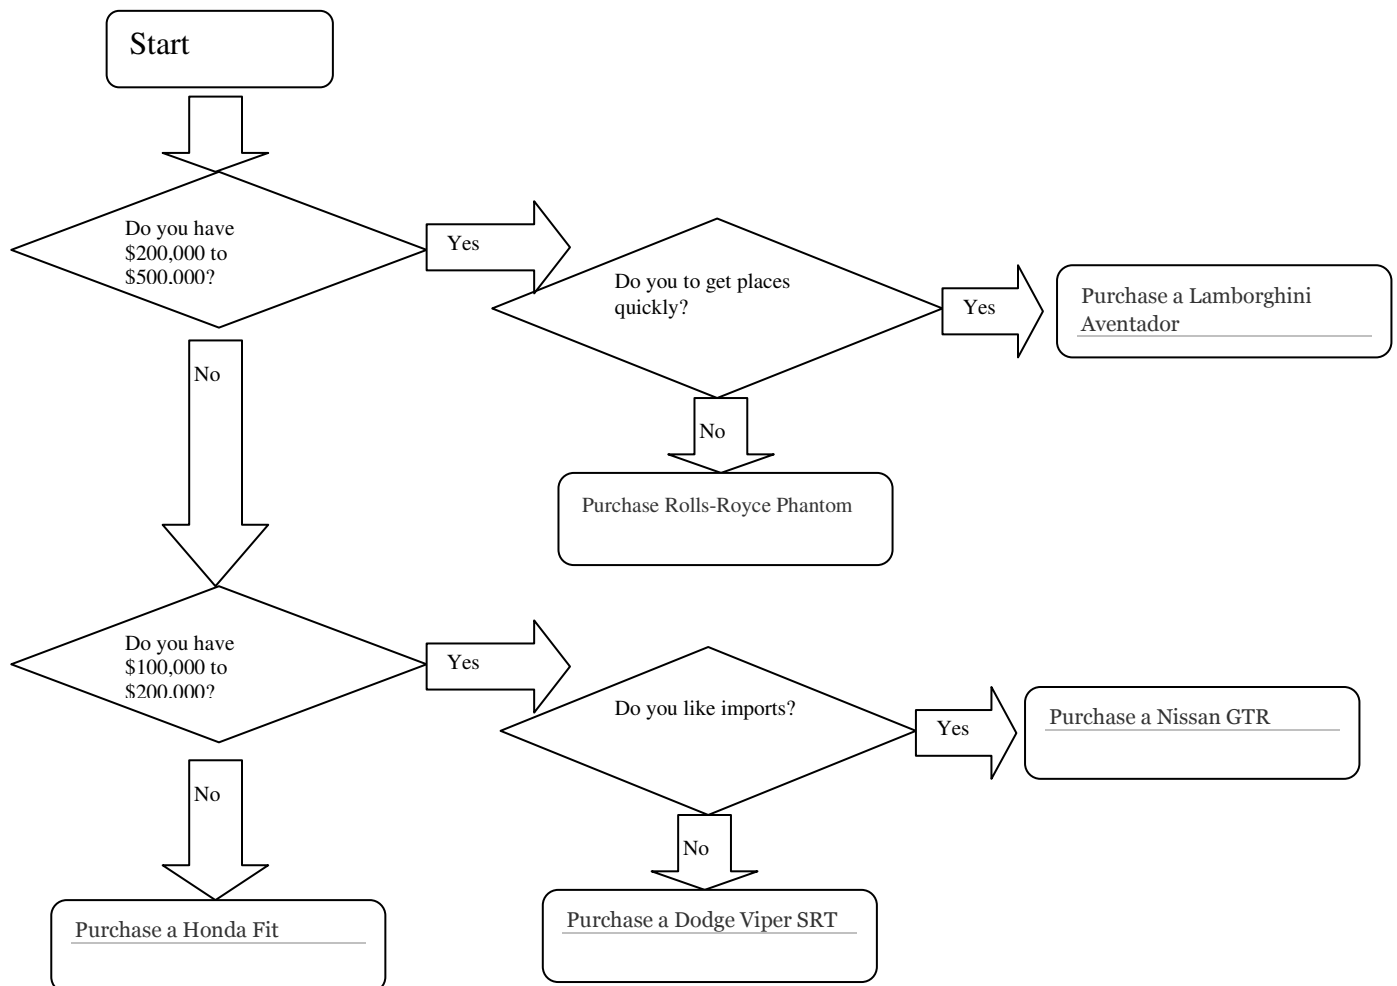 Start
Do you have
$200,000 to
$500.000?
Yes
Do you to get places
quickly?
Yes
Purchase a Lamborghini
Aventador
No
No
Purchase Rolls-Royce Phantom
Do you have
$100,000 to
$200.000?
Yes
Do you like imports?
Yes
Purchase a Nissan GTR
No
No
Purchase a Honda Fit
Purchase a Dodge Viper SRT